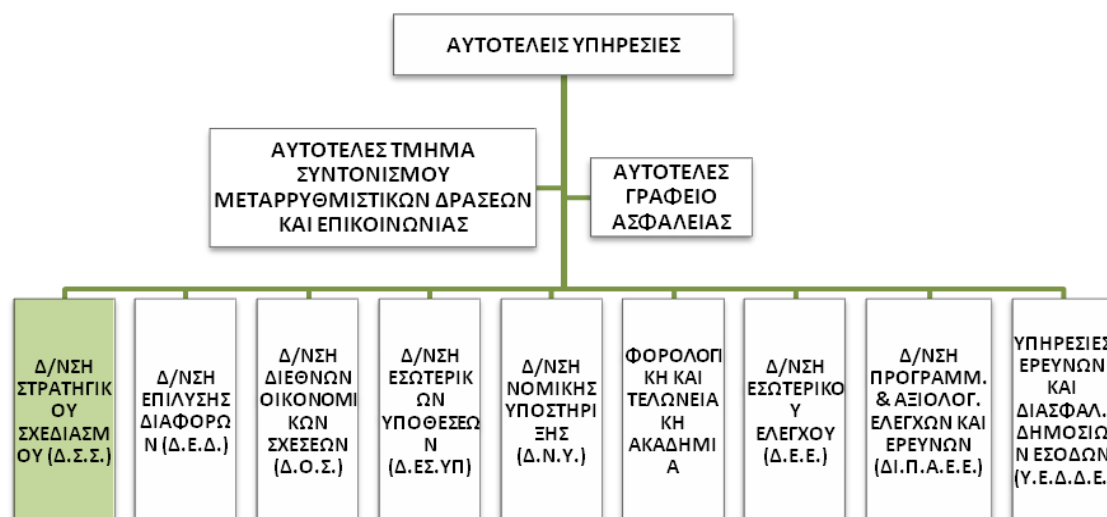 ΑΥΤΟΤΕΛΕΙΣ ΥΠΗΡΕΣΙΕΣ
ΑΥΤΟΤΕΛΕΣ ΤΜΗΜΑ
ΣΥΝΤΟΝΙΣΜΟΥ
ΜΕΤΑΡΡΥΘΜΙΣΤΙΚΩΝ ΔΡΑΣΕΩΝ
ΚΑΙ ΕΠΙΚΟΙΝΩΝΙΑΣ
ΑΥΤΟΤΕΛΕΣ
ΓΡΑΦΕΙΟ
ΑΣΦΑΛΕΙΑΣ
Δ/ΝΣΗ
ΣΤΡΑΤΗΓΙΚ
ΟΥ
ΣΧΕΔΙΑΣΜ
ΟΥ (Δ.Σ.Σ.)
Δ/ΝΣΗ
ΕΠΙΛΥΣΗΣ
ΔΙΑΦΟΡΩ
Ν (Δ.Ε.Δ.)
Δ/ΝΣΗ
ΔΙΕΘΝΩΝ
ΟΙΚΟΝΟΜΙ
ΚΩΝ
ΣΧΕΣΕΩΝ
(Δ.Ο.Σ.)
Δ/ΝΣΗ
ΕΣΩΤΕΡΙΚ
ΩΝ
ΥΠΟΘΕΣΕΩ
Ν
(Δ.ΕΣ.ΥΠ)
Δ/ΝΣΗ
ΝΟΜΙΚΗΣ
ΥΠΟΣΤΗΡΙ
ΞΗΣ
(Δ.Ν.Υ.)
ΦΟΡΟΛΟΓΙ
ΚΗ ΚΑΙ
ΤΕΛΩΝΕΙΑ
ΚΗ
ΑΚΑΔΗΜΙ
Α
Δ/ΝΣΗ
ΕΣΩΤΕΡΙΚΟ
Υ
ΕΛΕΓΧΟΥ
(Δ.Ε.Ε.)
Δ/ΝΣΗ
ΠΡΟΓΡΑΜΜ.
& ΑΞΙΟΛΟΓ.
ΕΛΕΓΧΩΝ ΚΑΙ
ΕΡΕΥΝΩΝ
(ΔΙ.Π.Α.Ε.Ε.)
ΥΠΗΡΕΣΙΕΣ
ΕΡΕΥΝΩΝ
ΚΑΙ
ΔΙΑΣΦΑΛ.
ΔΗΜΟΣΙΩ
Ν ΕΣΟΔΩΝ
(Υ.Ε.Δ.Δ.Ε.